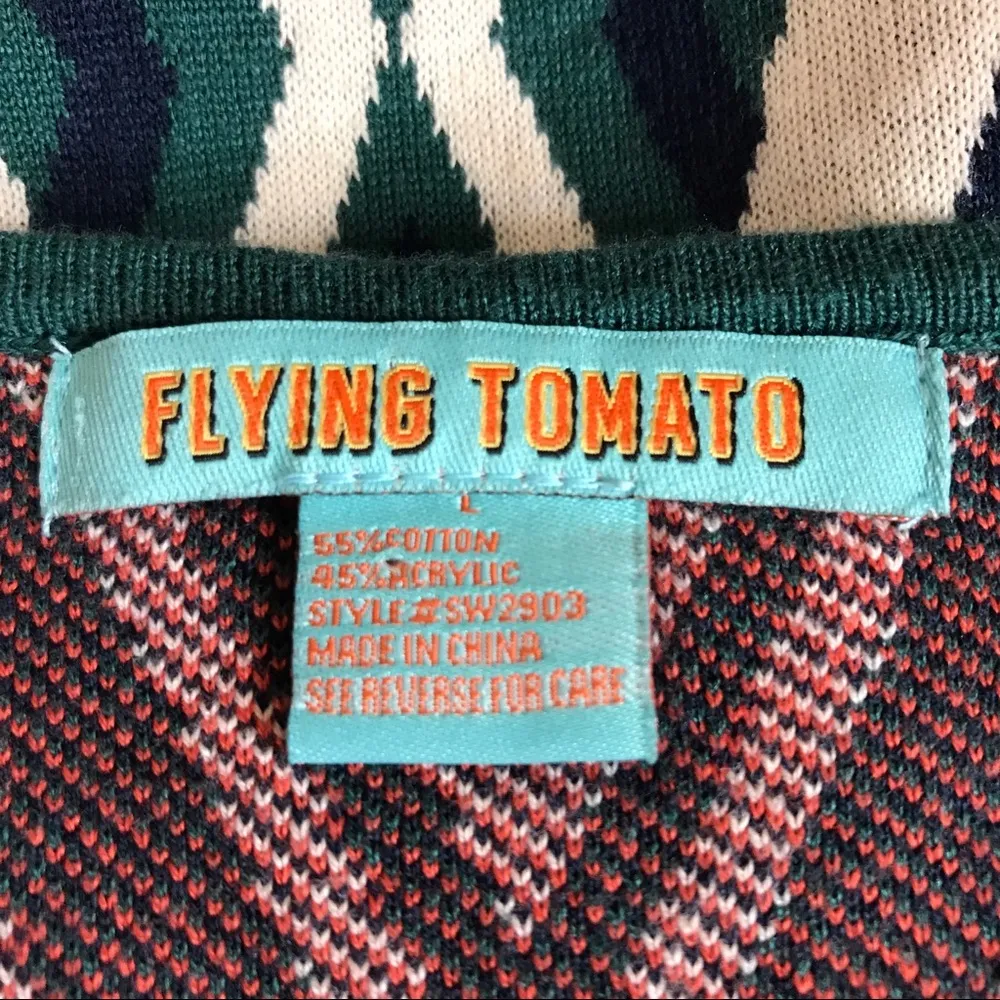 FLYING TOMATO
L
55%COTTON
45%ACRYLIC
STYLE#SW2903
MADE IN CHINA
SEE REVERSE FOR CARE